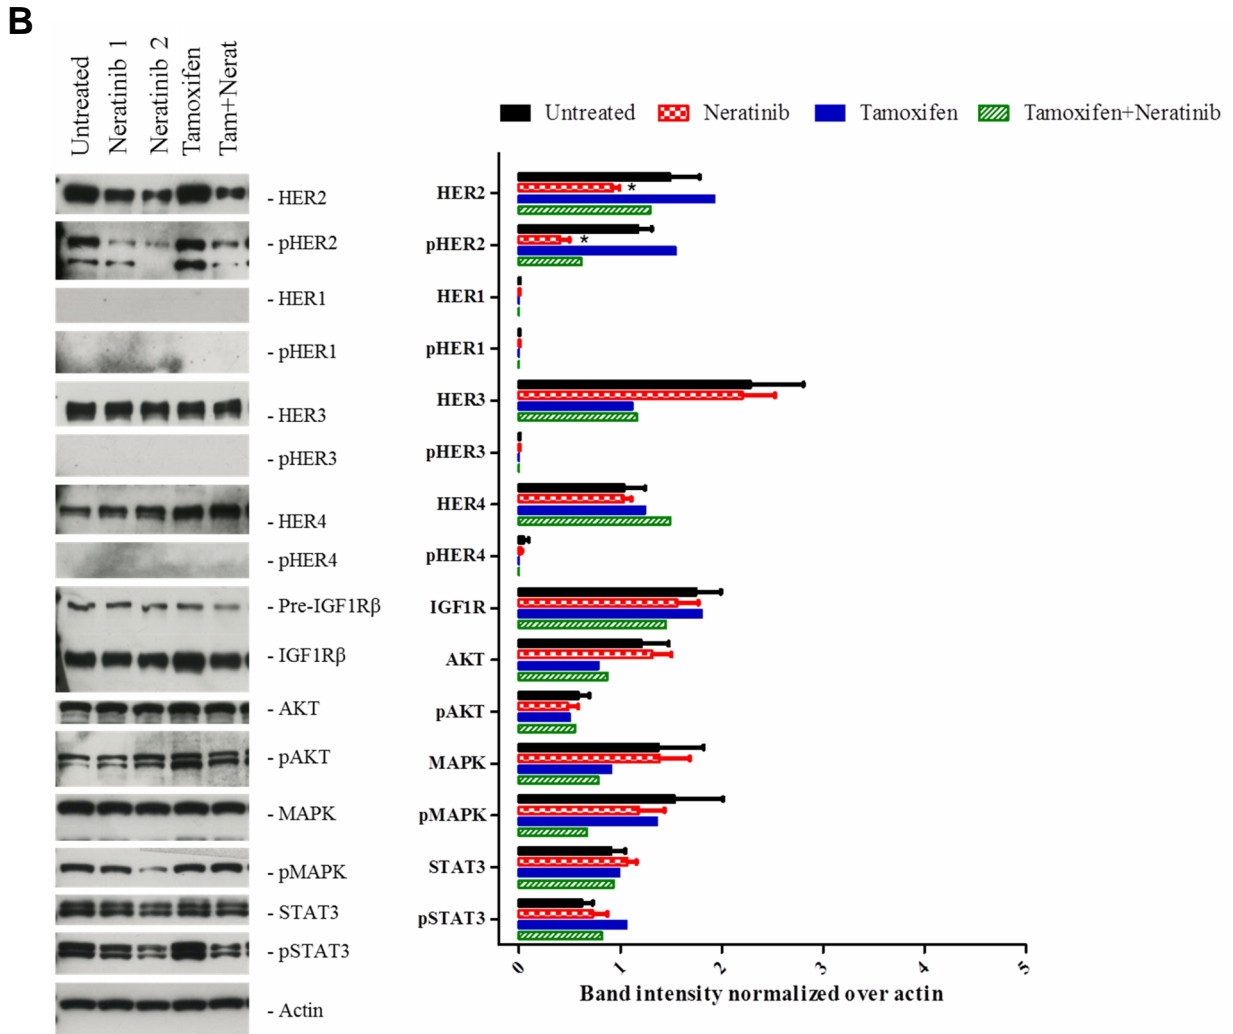 B
Untreated
Neratinib 1
Neratinib 2
Tamoxifen
Tam+Nerat
- HER2
- pHER2
- HER1
- pHER1
- HER3
- pHER3
- HER4
- pHER4
- Pre-IGF1Rβ
- IGF1Rβ
- AKT
- pAKT
- MAPK
- pMAPK
- STAT3
- pSTAT3
- Actin
Untreated Neratinib Tamoxifen Tamoxifen+Neratinib
HER2 *
pHER2 *
HER1
pHER1
HER3
pHER3
HER4
pHER4
IGF1R
AKT
pAKT
MAPK
pMAPK
STAT3
pSTAT3
0 1 2 3 4 5
Band intensity normalized over actin